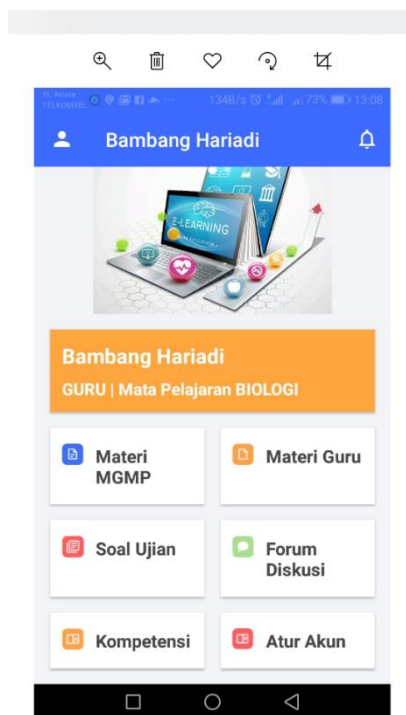 KL Axiata
TELKOMSEL 134B/s 73% 13:08
Bambang Hariadi
E-LEARNING
Bambang Hariadi
GURU | Mata Pelajaran BIOLOGI
Materi
MGMP
Materi Guru
Soal Ujian
Forum
Diskusi
Kompetensi
Atur Akun